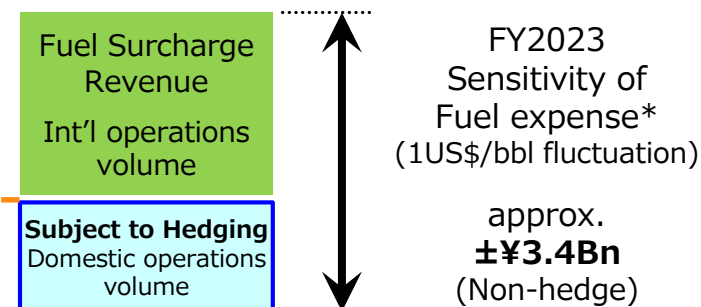 Fuel Surcharge
Revenue
Int'l operations
volume
Subject to Hedging
Domestic operations
volume
FY2023
Sensitivity of
Fuel expense*
(1US$/bbl fluctuation)
approx.
±¥3.4Bn
(Non-hedge)